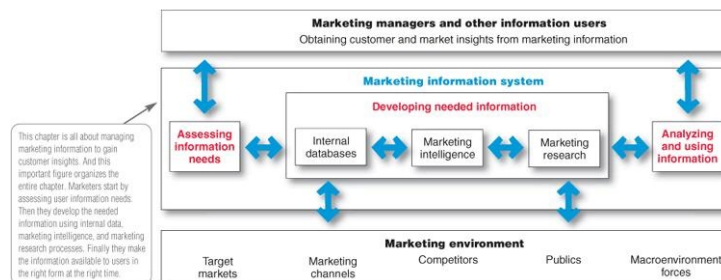 Marketing managers and other information users
Obtaining customer and market insights from marketing information
Marketing information system
Developing needed information
Assessing
information
needs
Internal
databases
Marketing
intelligence
Marketing
research
Analyzing
and using
information
This chapter is all about managing
marketing information to gain
customer insights. And this
important figure organizes the
entire chapter. Marketers start by
assessing user information needs.
Then they develop the needed
information using internal data,
marketing intelligence, and marketing
research processes. Finally they make
the information available to users in
the right form at the right time.
Marketing environment
Target
markets
Marketing
channels
Competitors
Publics
Macroenvironment
forces